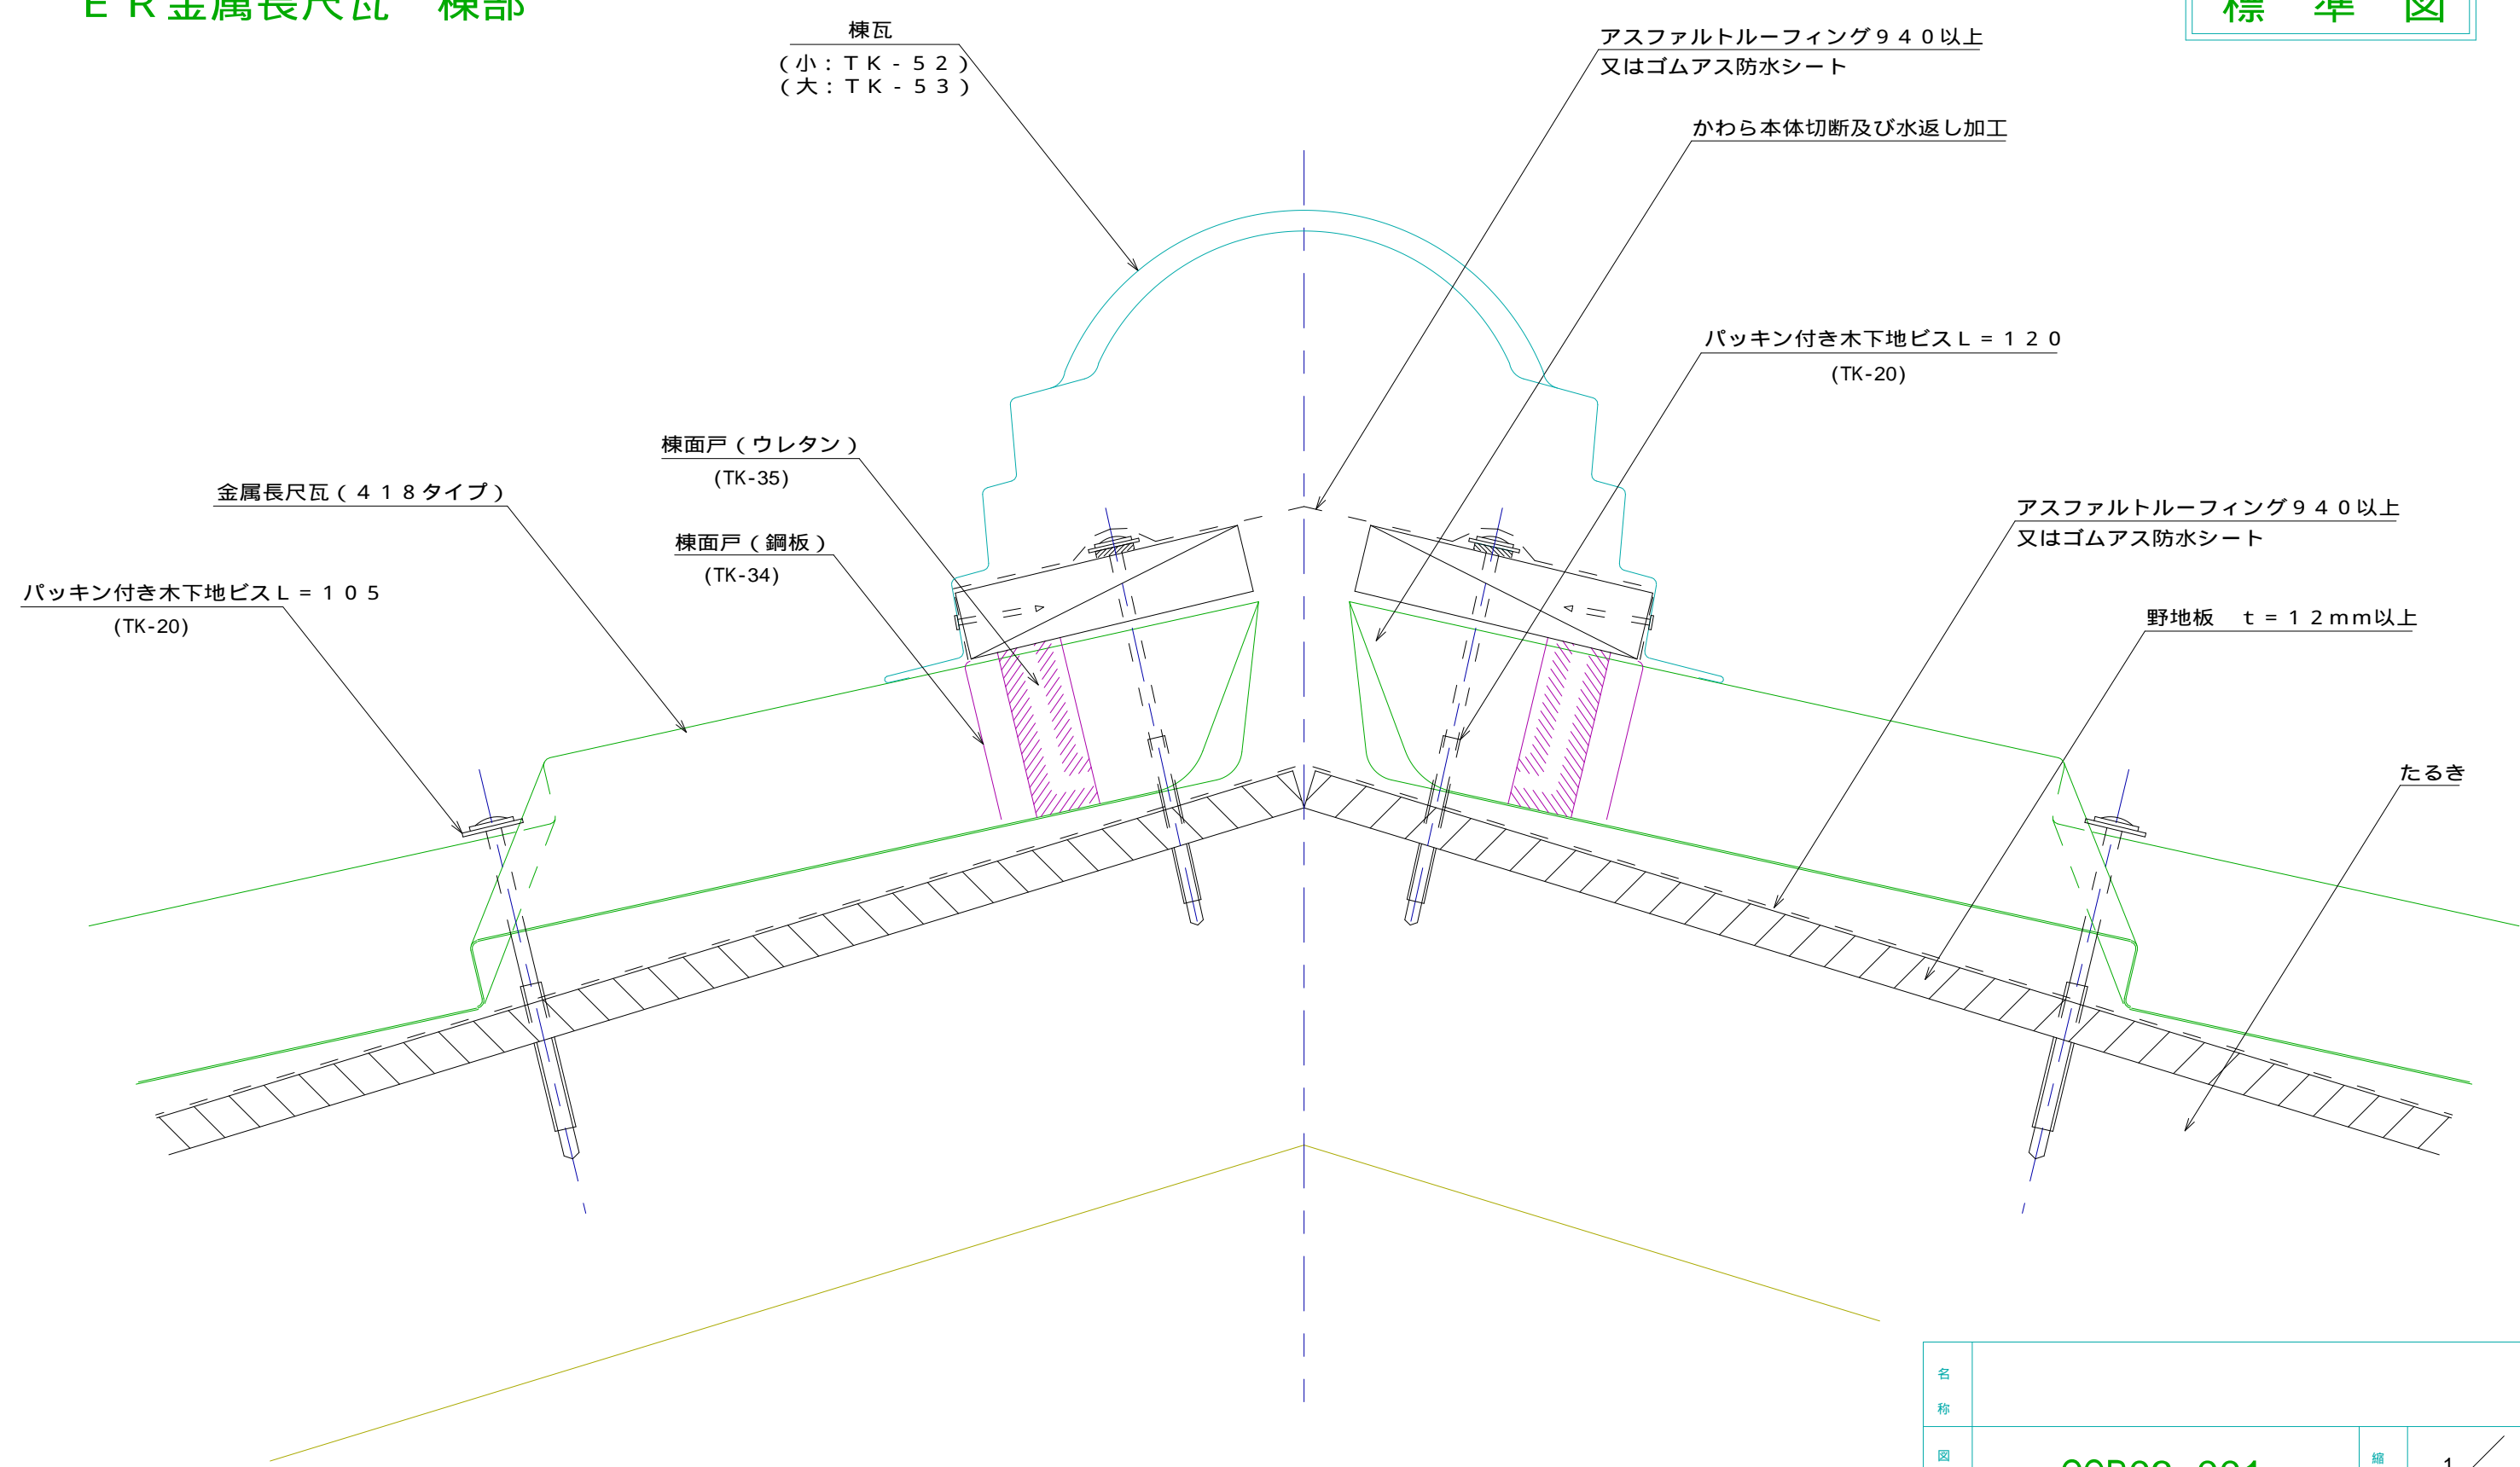 ＥＲ金属長尺瓦　棟部
標　準　図
棟瓦
（小：ＴＫ-５２）
（大：ＴＫ-５３）
アスファルトルーフィング９４０以上
又はゴムアス防水シート
かわら本体切断及び水返し加工
パッキン付き木下地ビスＬ＝１２０
(TK-20)
棟面戸（ウレタン）
(TK-35)
金属長尺瓦（４１８タイプ）
棟面戸（鋼板）
(TK-34)
パッキン付き木下地ビスＬ＝１０５
(TK-20)
アスファルトルーフィング９４０以上
又はゴムアス防水シート
野地板　ｔ＝１２ｍｍ以上
たるき
名
称
図
縮
1